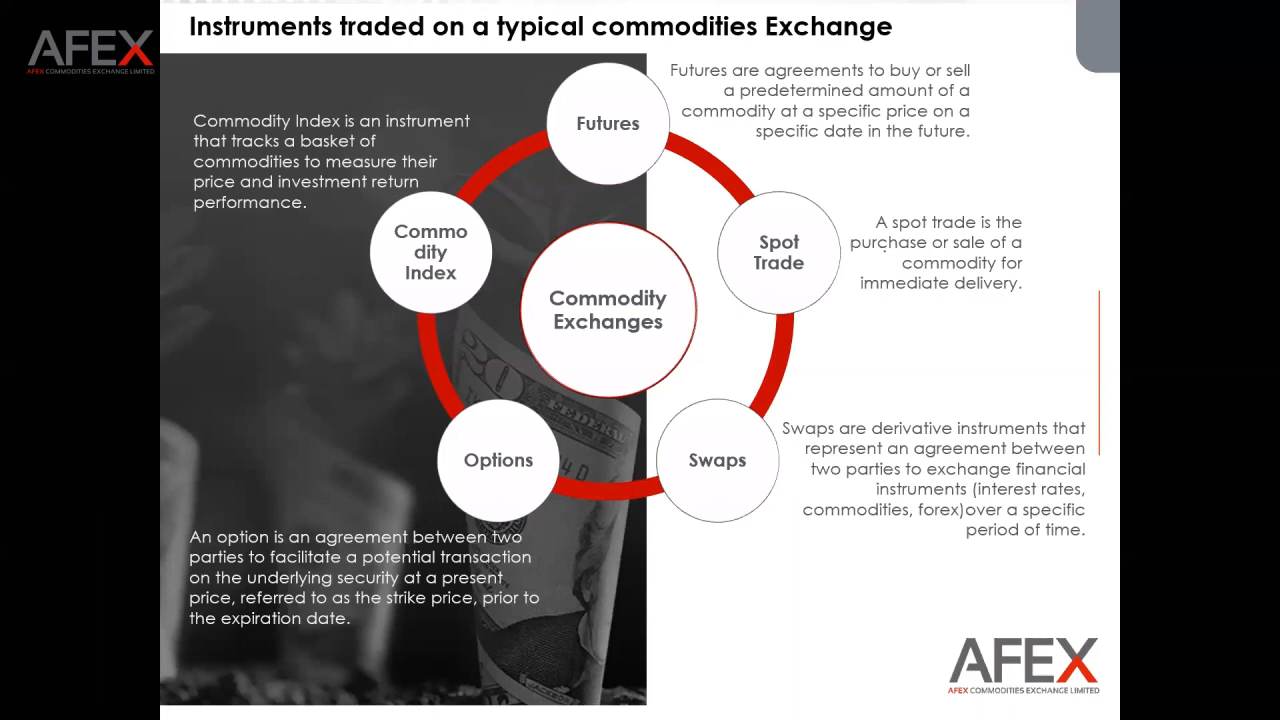 Instruments traded on a typical commodities Exchange
AFEX
AFEX COMMODITIES EXCHANGE LIMITED
Futures are agreements to buy or sell
a predetermined amount of a
commodity at a specific price on a
specific date in the future.
Futures
Commodity Index is an instrument
that tracks a basket of
commodities to measure their
price and investment return
performance.
Commo
dity
Index
Spot
Trade
A spot trade is the
purchase or sale of a
commodity for
immediate delivery.
Commodity
Exchanges
Options
Swaps
Swaps are derivative instruments that
represent an agreement between
two parties to exchange financial
instruments (interest rates,
commodities, forex)over a specific
period of time.
An option is an agreement between two
parties to facilitate a potential transaction
on the underlying security at a present
price, referred to as the strike price, prior to
the expiration date.
20
FEDERAL
AFEX
AFEX COMMODITIES EXCHANGE LIMITED